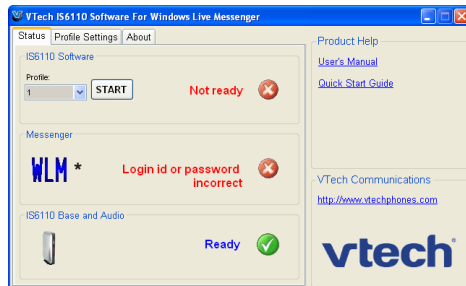 VTech IS6110 Software For Windows Live Messenger
Status Profile Settings About
IS6110 Software
Profile:
1
START
Not ready
Messenger
WLM *
Login id or password
incorrect
IS6110 Base and Audio
Ready
Product Help
User's Manual
Quick Start Guide
VTech Communications
http://www.vtechphones.com
vtech